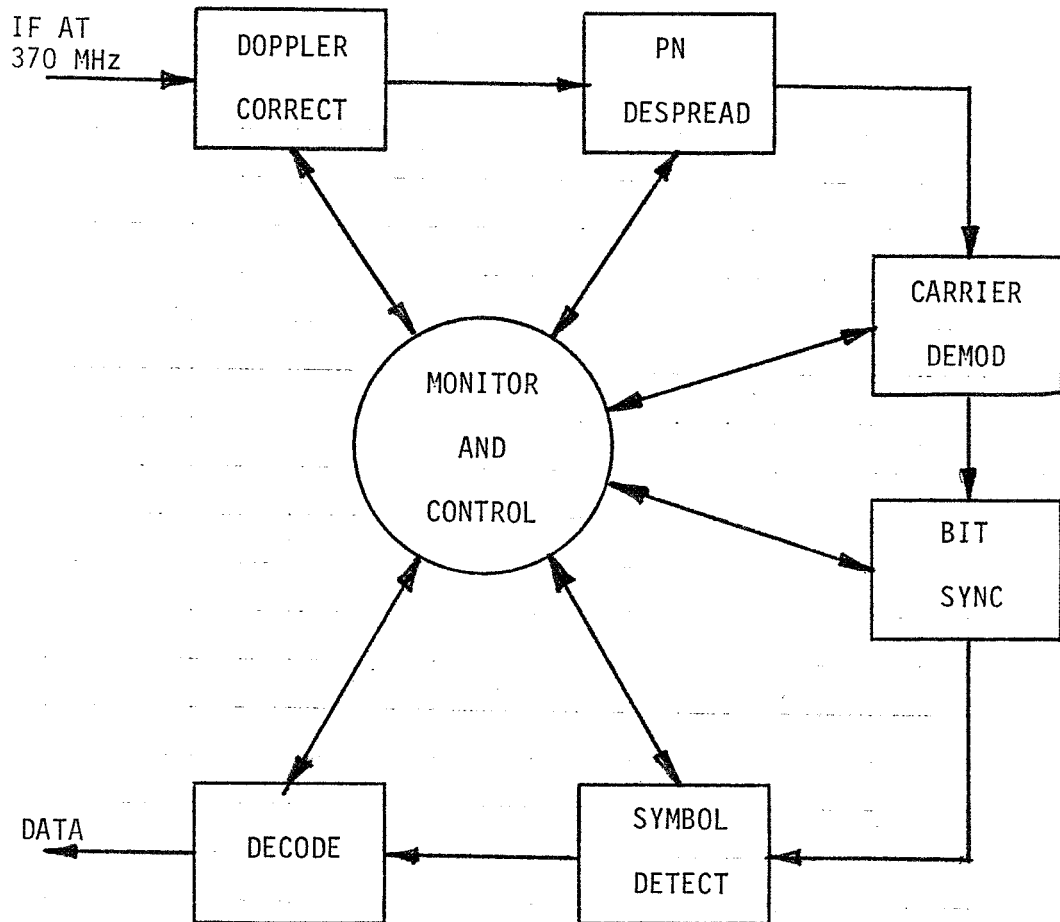 IF AT
370 MHz
DOPPLER
CORRECT
PN
DESPREAD
CARRIER
DEMOD
MONITOR
AND
CONTROL
BIT
SYNC
SYMBOL
DETECT
DECODE
DATA